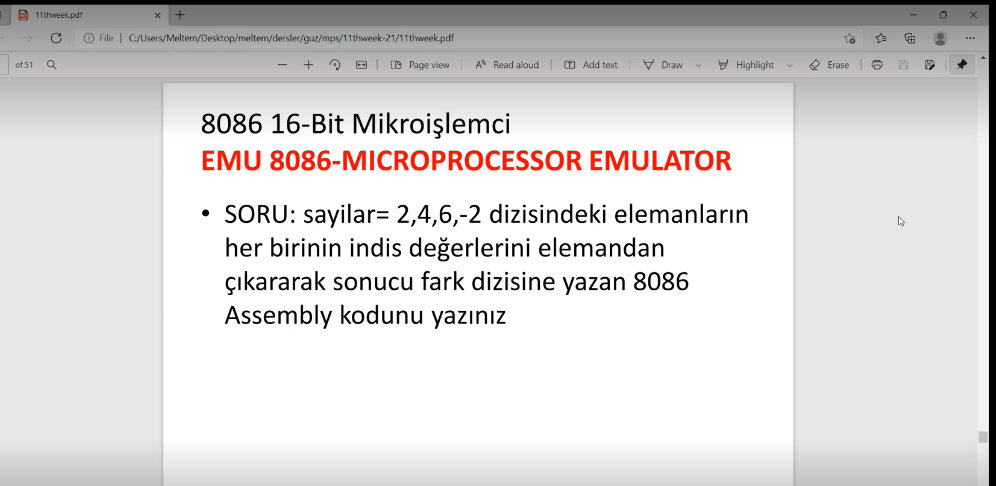 11thweek.pdf
File | C:/Users/Meltem/Desktop/meltem/dersler/guz/mps/11thweek-21/11thweek.pdf
of 51
Page view
Read aloud
Add text
Draw
Highlight
Erase
8086 16-Bit Mikroişlemci
EMU 8086-MICROPROCESSOR EMULATOR
• SORU: sayilar= 2,4,6,-2 dizisindeki elemanların
her birinin indis değerlerini elemandan
çıkararak sonucu fark dizisine yazan 8086
Assembly kodunu yazınız